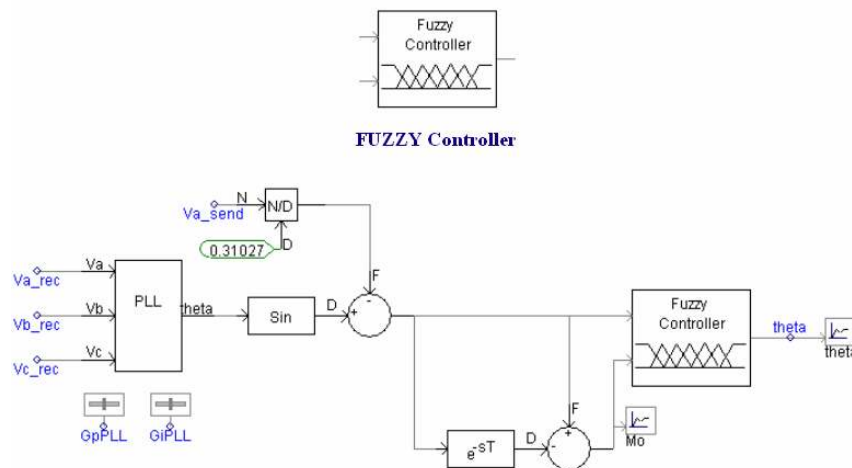 Fuzzy
Controller
FUZZY Controller
Va_send
N
N/D
0.31027
D
F
Va_rec
Va
Vb_rec
Vb
Vc_rec
Vc
PLL
theta
Sin
D
+
-
GpPLL
GiPLL
e^-sT
D
-
+
F
Mo
Fuzzy
Controller
theta
theta